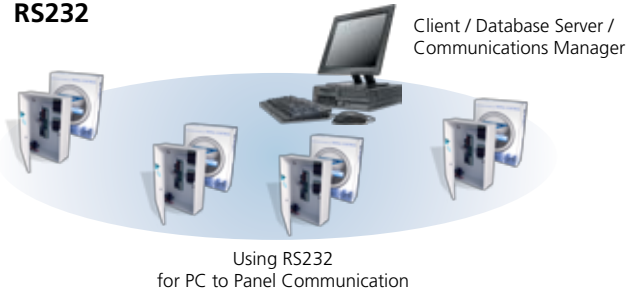 RS232
Client / Database Server /
Communications Manager
Using RS232
for PC to Panel Communication